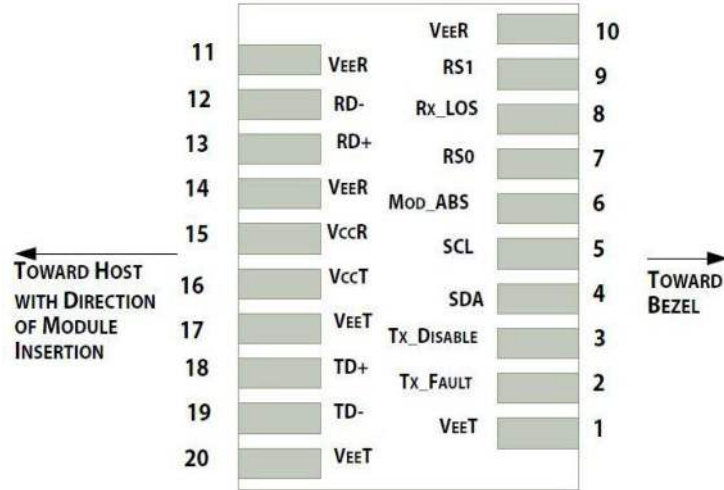 VEER 10
11 VEER
RS1 9
12 RD-
RX_LOS 8
13 RD+
RS0 7
14 VEER
MOD_ABS 6
15 VCCR
SCL 5
16 VCCT
SDA 4
17 VEET
TX_DISABLE 3
18 TD+
TX_FAULT 2
19 TD-
VEET 1
20 VEET
TOWARD HOST
WITH DIRECTION
OF MODULE
INSERTION
TOWARD
BEZEL